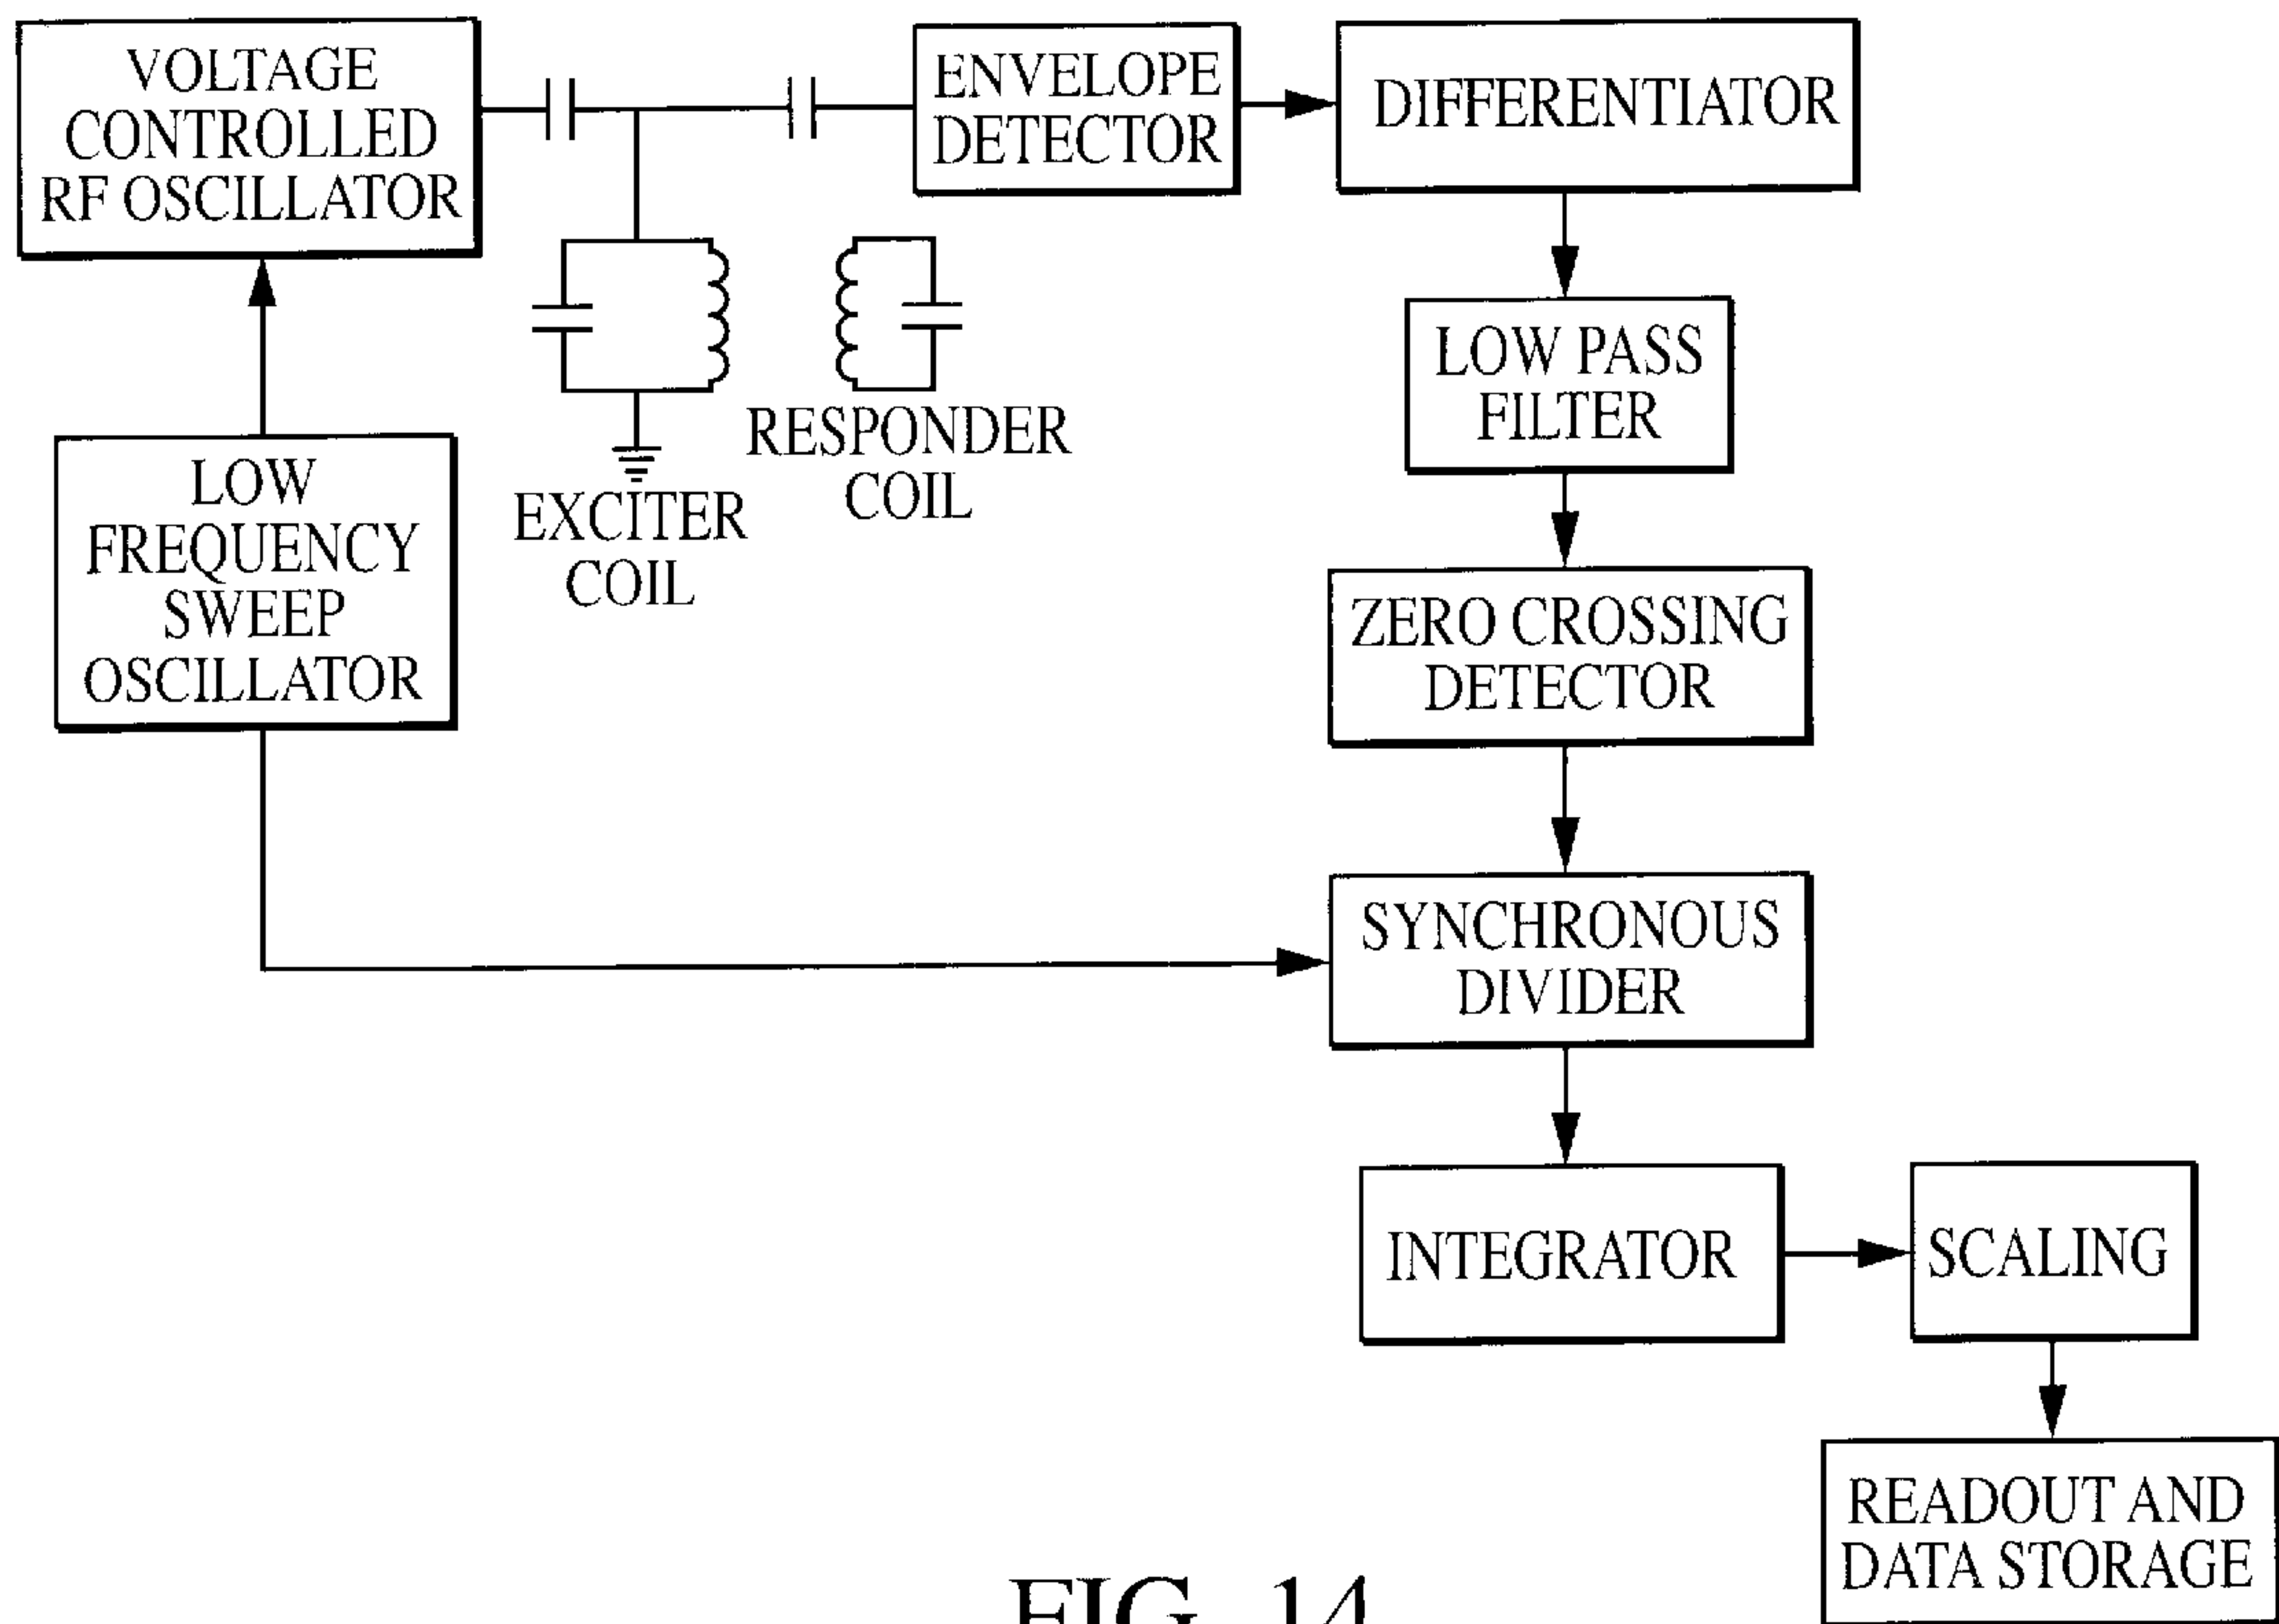 VOLTAGE
CONTROLLED
RF OSCILLATOR
ENVELOPE
DETECTOR
DIFFERENTIATOR
LOW PASS
FILTER
RESPONDER
COIL
EXCITER
COIL
LOW
FREQUENCY
SWEEP
OSCILLATOR
ZERO CROSSING
DETECTOR
SYNCHRONOUS
DIVIDER
INTEGRATOR
SCALING
READOUT AND
DATA STORAGE
FIG. 14